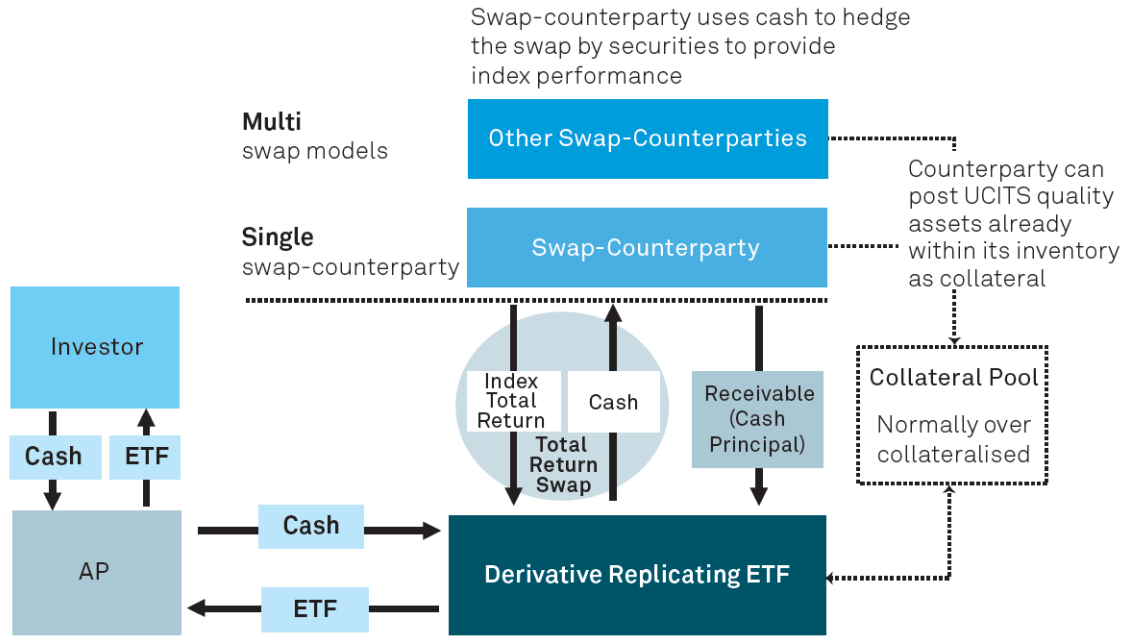 Swap-counterparty uses cash to hedge
the swap by securities to provide
index performance
Multi
swap models
Other Swap-Counterparties
Counterparty can
post UCITS quality
assets already
within its inventory
as collateral
Single
swap-counterparty
Swap-Counterparty
Investor
Cash
ETF
AP
Index
Total
Return
Cash
Total
Return
Swap
Receivable
(Cash
Principal)
Collateral Pool
Normally over
collateralised
Cash
ETF
Derivative Replicating ETF